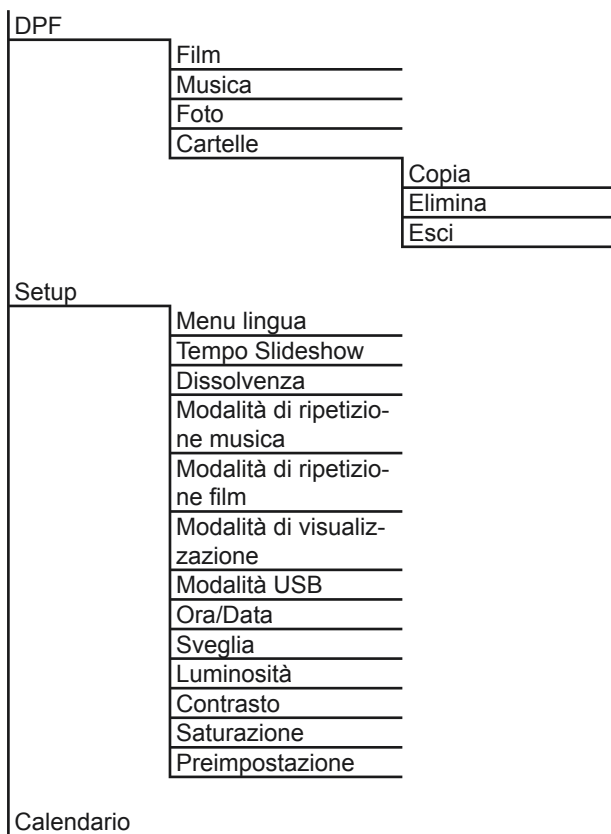 DPF
Film
Musica
Foto
Cartelle
Copia
Elimina
Esci
Setup
Menu lingua
Tempo Slideshow
Dissolvenza
Modalità di ripetizio-
ne musica
Modalità di ripetizio-
ne film
Modalità di visualiz-
zazione
Modalità USB
Ora/Data
Sveglia
Luminosità
Contrasto
Saturazione
Preimpostazione
Calendario